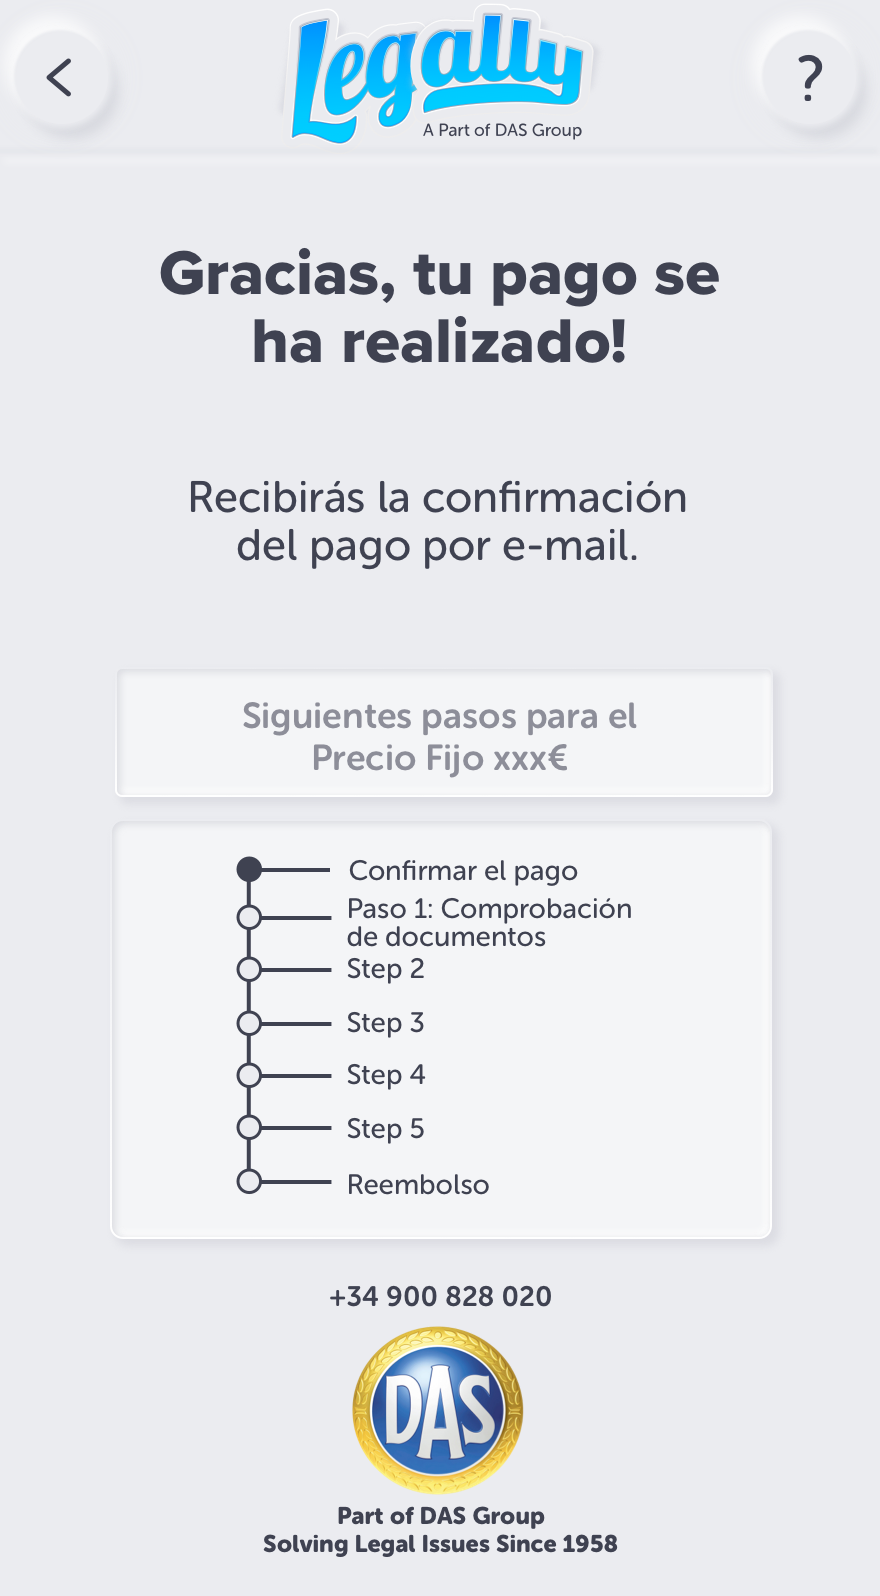 Legally
?
A Part of DAS Group
Gracias, tu pago se
ha realizado!
Recibirás la confirmación
del pago por e-mail.
Siguientes pasos para el
Precio Fijo xxx€
Confirmar el pago
Paso 1: Comprobación
de documentos
Step 2
Step 3
Step 4
Step 5
Reembolso
+34 900 828 020
DAS
Part of DAS Group
Solving Legal Issues Since 1958